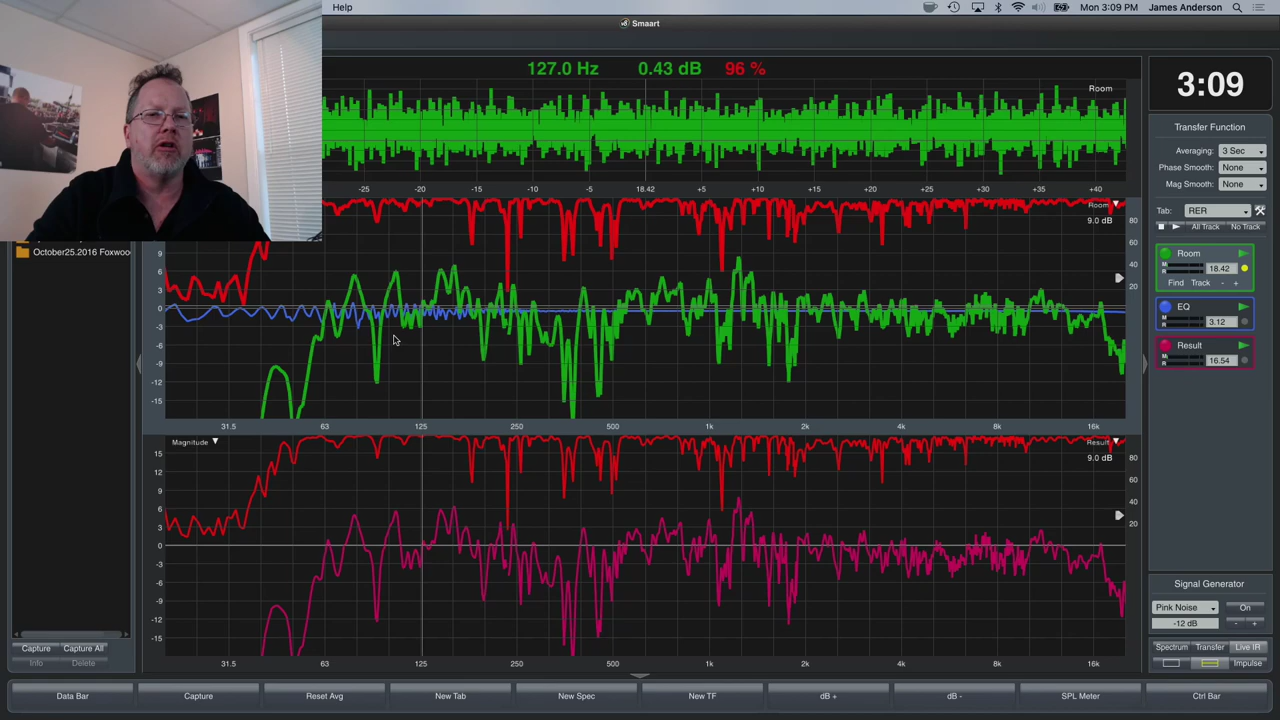 Help
Mon 3:09 PM James Anderson
Smaart
127.0 Hz 0.43 dB 96 %
3:09
Room
-25 -20 -15 -10 -5 18.42 +5 +10 +15 +20 +25 +30 +35 +40
Transfer Function
Averaging: 3 Sec
Phase Smooth: None
Mag Smooth: None
Tab: RER
All Track No Track
Room
9.0 dB
9
6
3
0
-3
-6
-9
-12
-15
80
60
40
20
31.5 63 125 250 500 1k 2k 4k 8k 16k
October25.2016 Foxwoo
Room
M
R
18.42
Find Track - +
EQ
M
R
3.12
Result
M
R
16.54
Magnitude
Result
9.0 dB
15
12
9
6
3
0
-3
-6
-9
-12
-15
80
60
40
20
31.5 63 125 250 500 1k 2k 4k 8k 16k
Signal Generator
Pink Noise On
-12 dB - +
Spectrum Transfer Live IR
Impulse
Capture Capture All
Info Delete
Data Bar Capture Reset Avg New Tab New Spec New TF dB + dB - SPL Meter Ctrl Bar